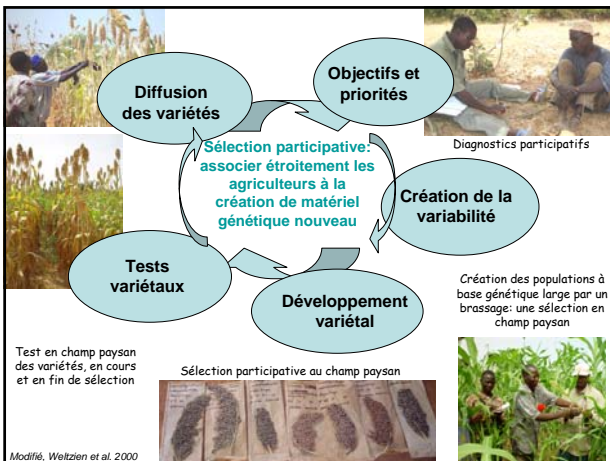 Diffusion
des variétés
Objectifs et
priorités
Diagnostics participatifs
Sélection participative:
associer étroitement les
agriculteurs à la
création de matériel
génétique nouveau
Création de la
variabilité
Tests
variétaux
Développement
variétal
Création des populations à
base génétique large par un
brassage: une sélection en
champ paysan
Test en champ paysan
des variétés, en cours
et en fin de sélection
Sélection participative au champ paysan
Modifié, Weltzien et al. 2000